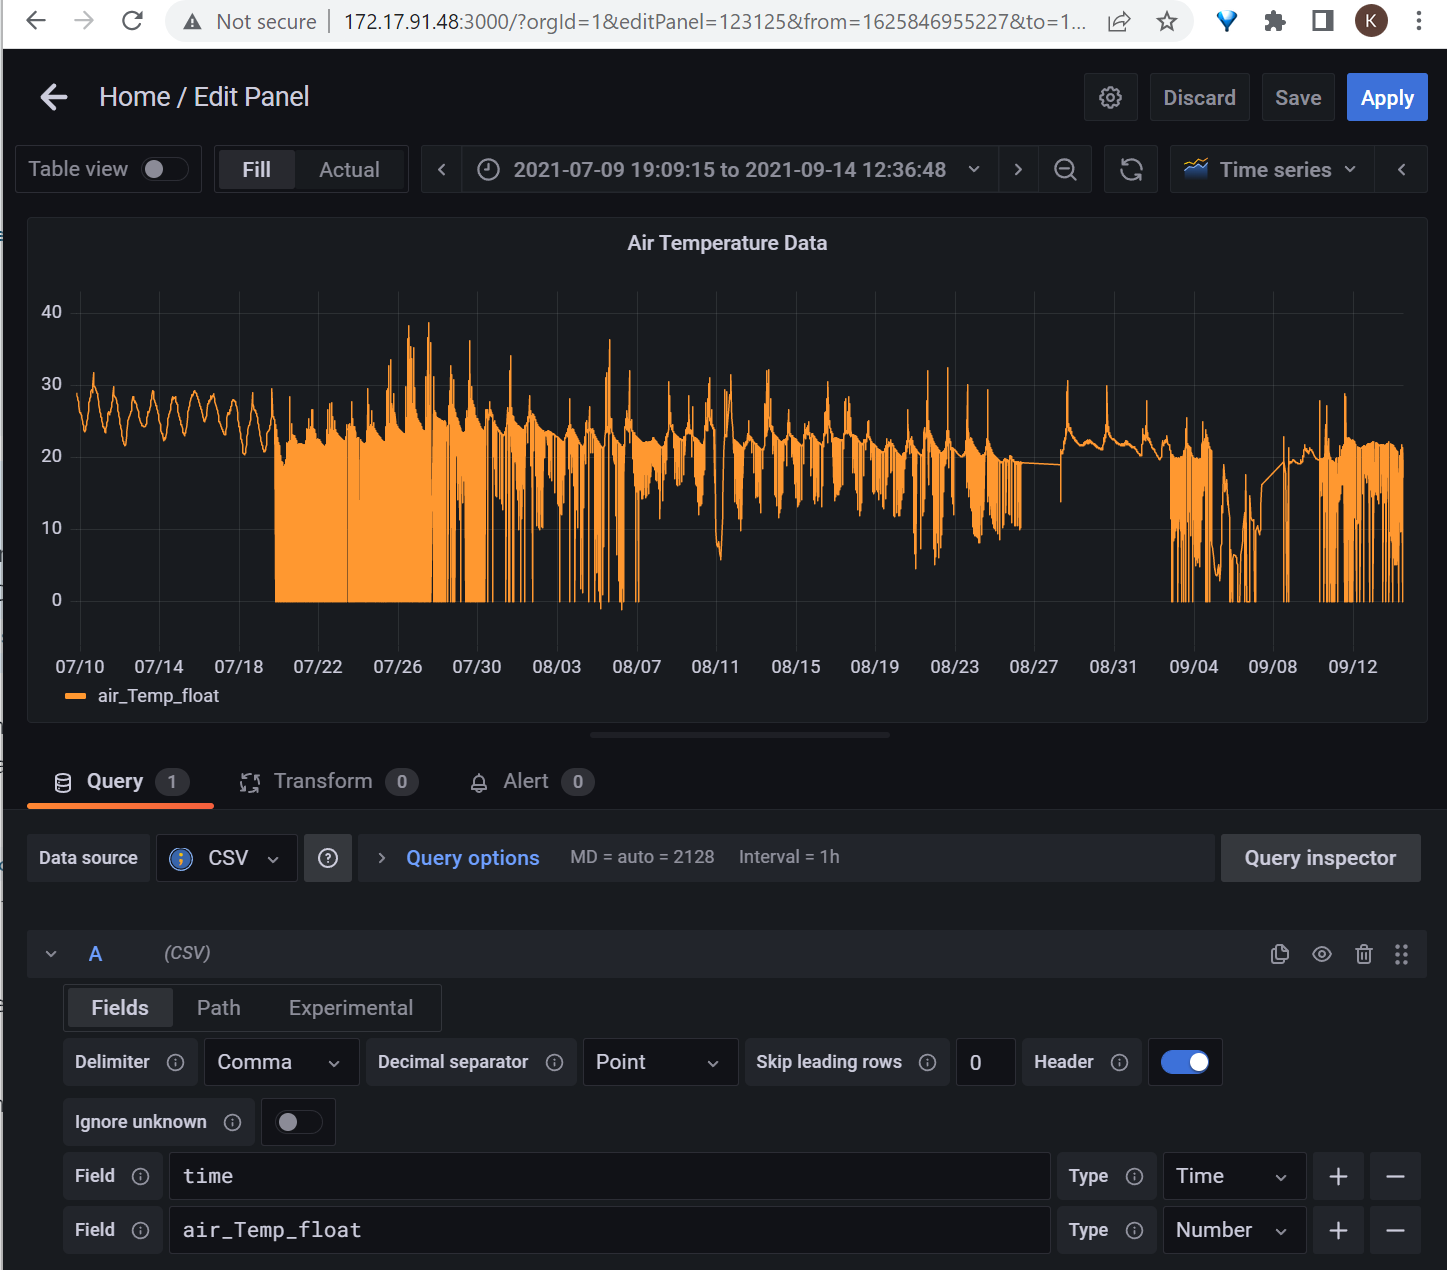 Not secure | 172.17.91.48:3000/?orgId=1&editPanel=123125&from=1625846955227&to=1... K
Home / Edit Panel Discard Save Apply
Table view Fill Actual 2021-07-09 19:09:15 to 2021-09-14 12:36:48 Time series
Air Temperature Data
40
30
20
10
0
07/10 07/14 07/18 07/22 07/26 07/30 08/03 08/07 08/11 08/15 08/19 08/23 08/27 08/31 09/04 09/08 09/12
air_Temp_float
Query 1 Transform 0 Alert 0
Data source CSV Query options MD = auto = 2128 Interval = 1h Query inspector
A (CSV)
Fields Path Experimental
Delimiter Comma Decimal separator Point Skip leading rows 0 Header
Ignore unknown
Field time Type Time + −
Field air_Temp_float Type Number + −